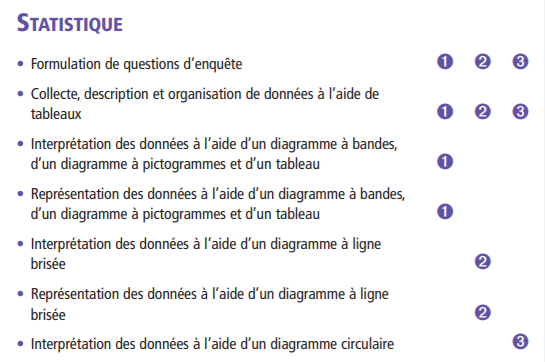 STATISTIQUE
• Formulation de questions d'enquête ❶ ❷ ❸
• Collecte, description et organisation de données à l'aide de
tableaux ❶ ❷ ❸
• Interprétation des données à l'aide d'un diagramme à bandes,
d'un diagramme à pictogrammes et d'un tableau ❶
• Représentation des données à l'aide d'un diagramme à bandes,
d'un diagramme à pictogrammes et d'un tableau ❶
• Interprétation des données à l'aide d'un diagramme à ligne
brisée ❷
• Représentation des données à l'aide d'un diagramme à ligne
brisée ❷
• Interprétation des données à l'aide d'un diagramme circulaire ❸